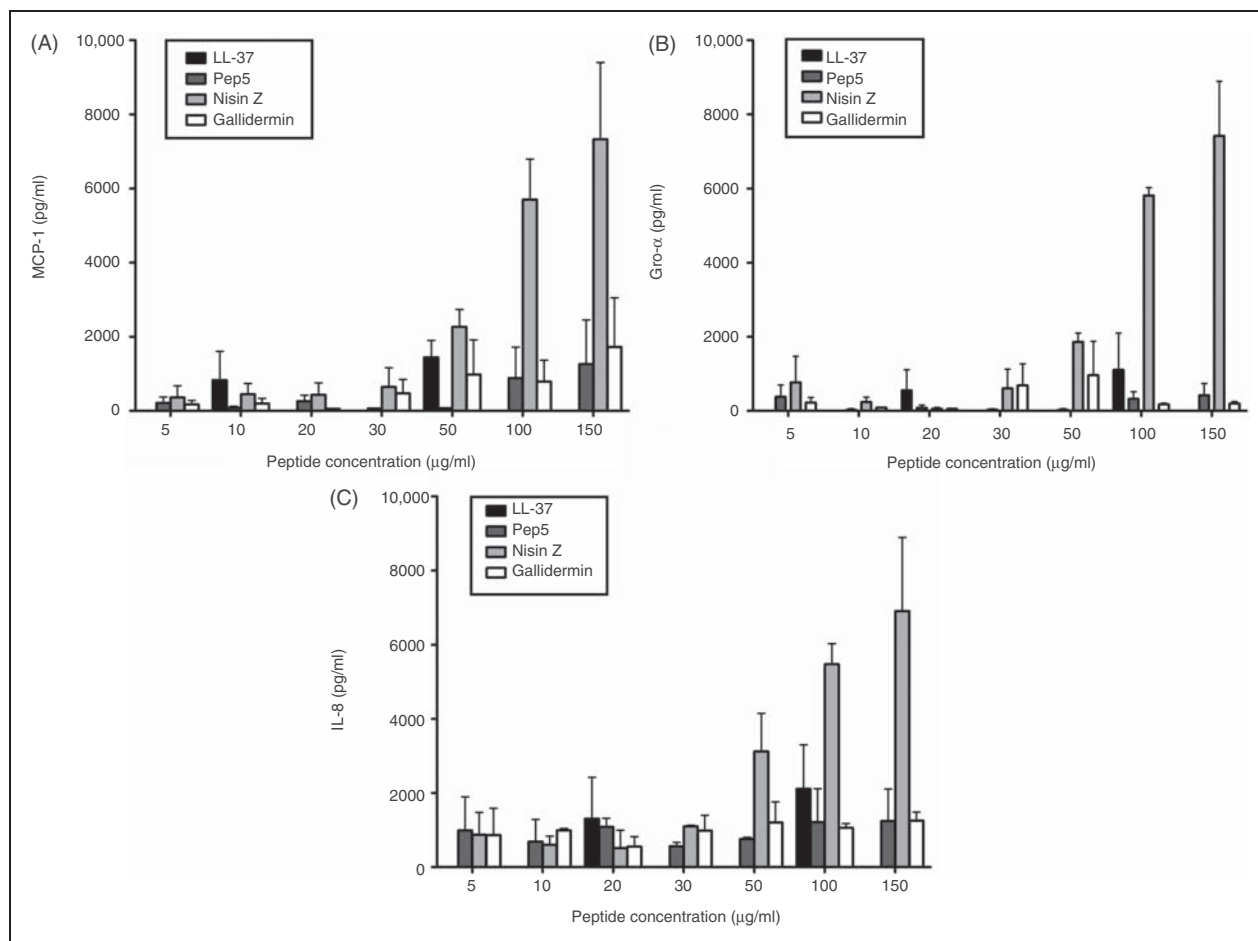 (A)
10,000
8000
6000
4000
2000
0
MCP-1 (pg/ml)
LL-37
Pep5
Nisin Z
Gallidermin
5 10 20 30 50 100 150
Peptide concentration (μg/ml)
(B)
10,000
8000
6000
4000
2000
0
Gro-α (pg/ml)
LL-37
Pep5
Nisin Z
Gallidermin
5 10 20 30 50 100 150
Peptide concentration (μg/ml)
(C)
10,000
8000
6000
4000
2000
0
IL-8 (pg/ml)
LL-37
Pep5
Nisin Z
Gallidermin
5 10 20 30 50 100 150
Peptide concentration (μg/ml)